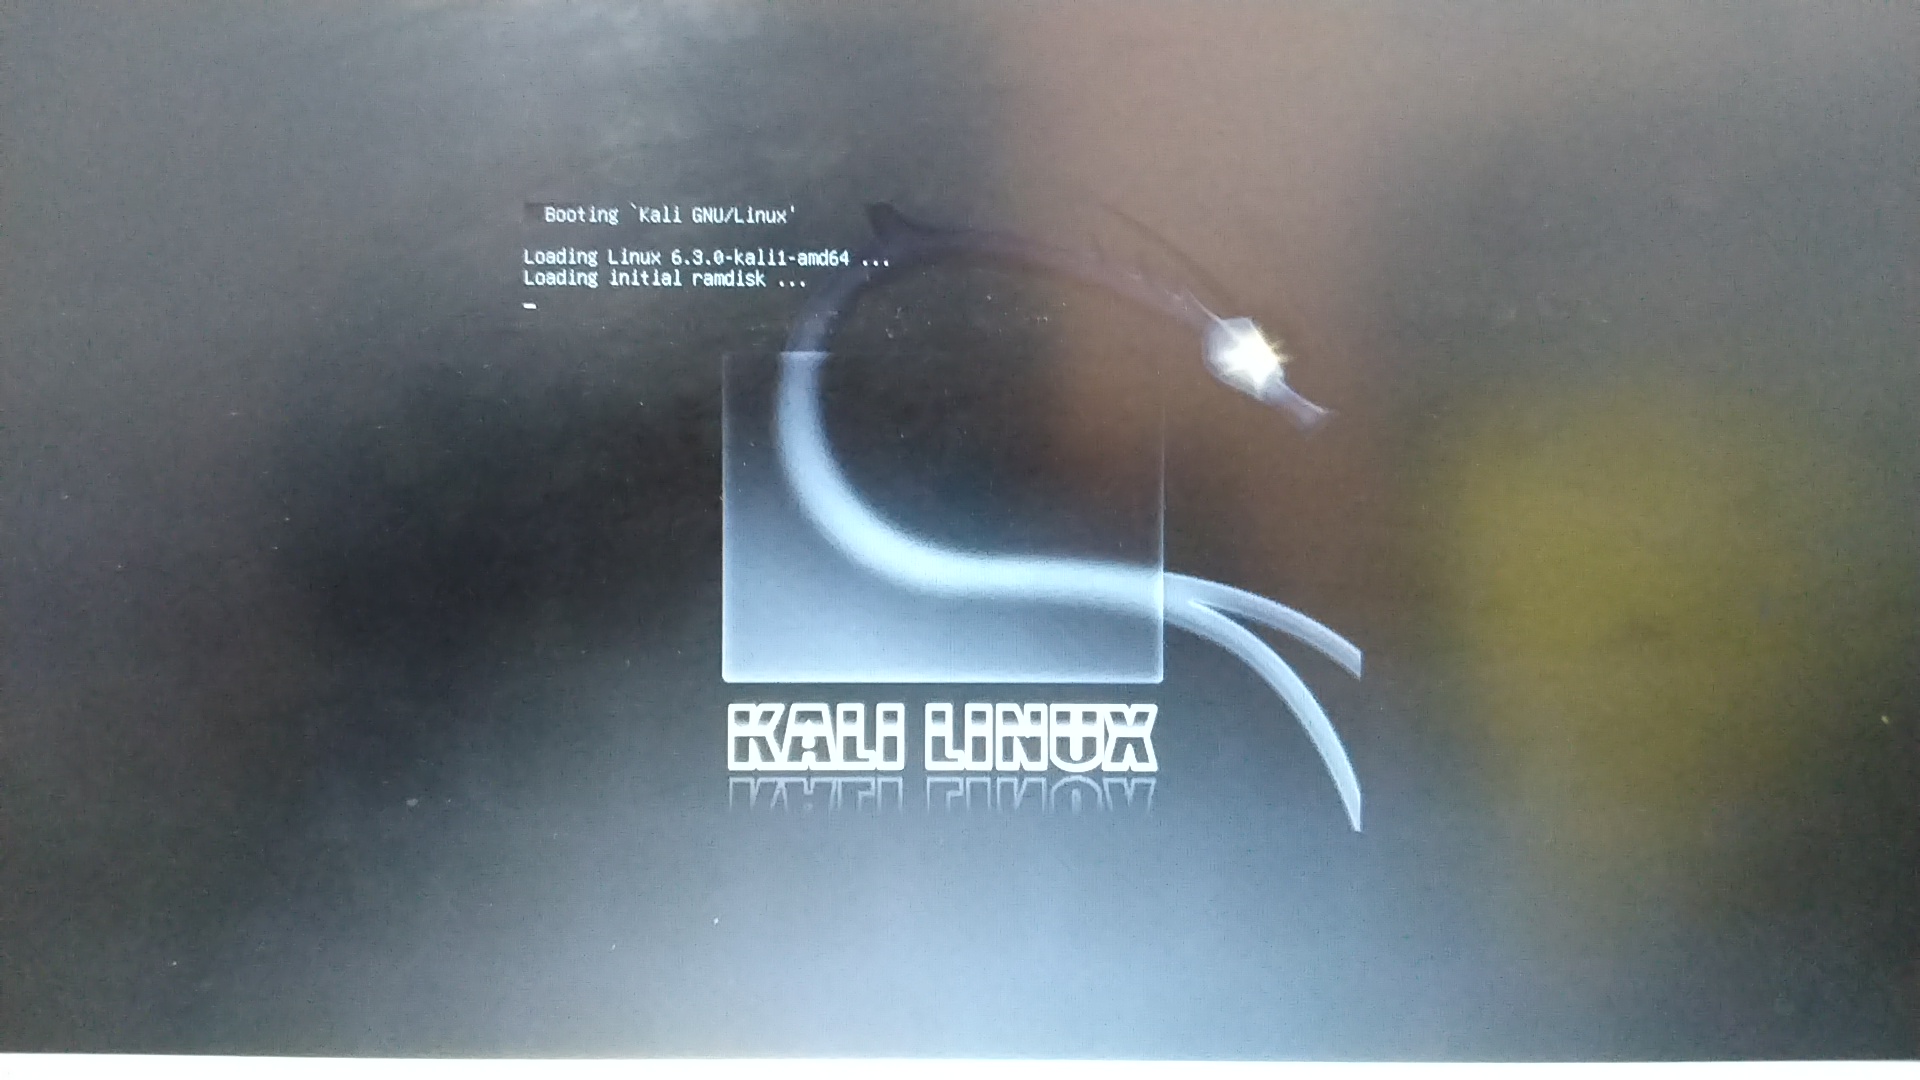 Booting `Kali GNU/Linux'
Loading Linux 6.3.0-kali1-amd64 ...
Loading initial ramdisk ...
KALI LINUX